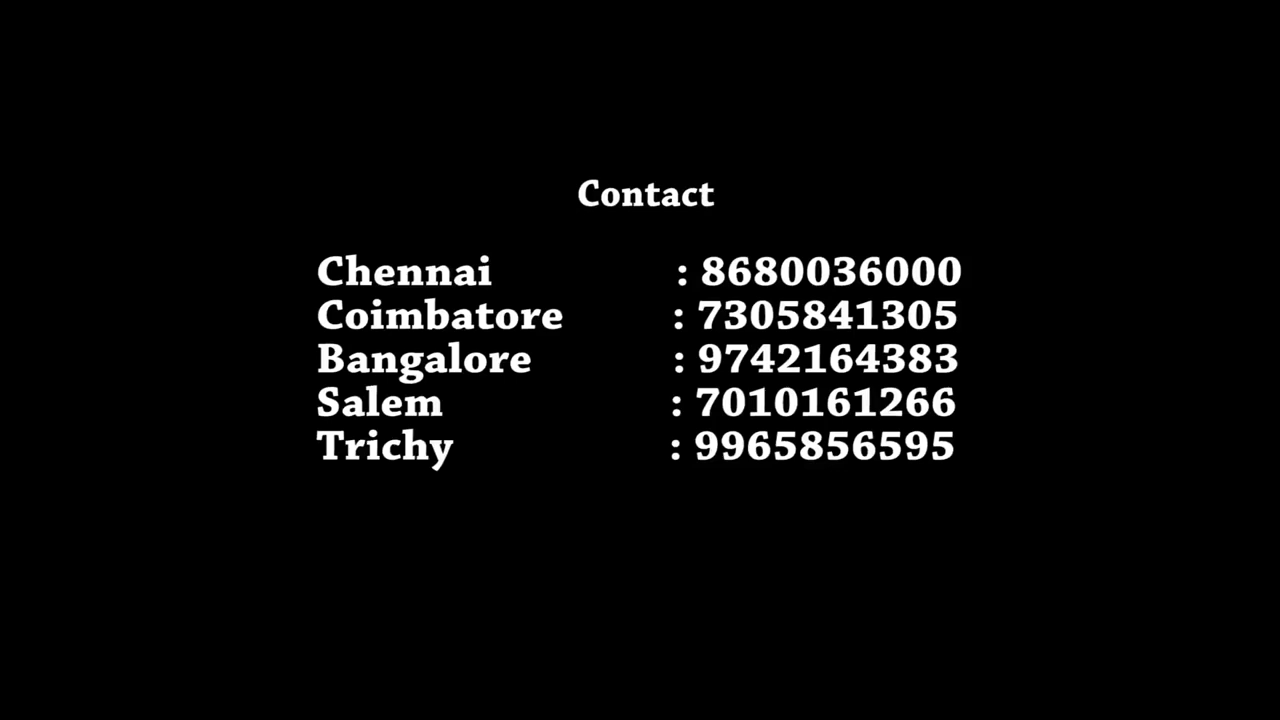 Contact
Chennai : 8680036000
Coimbatore : 7305841305
Bangalore : 9742164383
Salem : 7010161266
Trichy : 9965856595